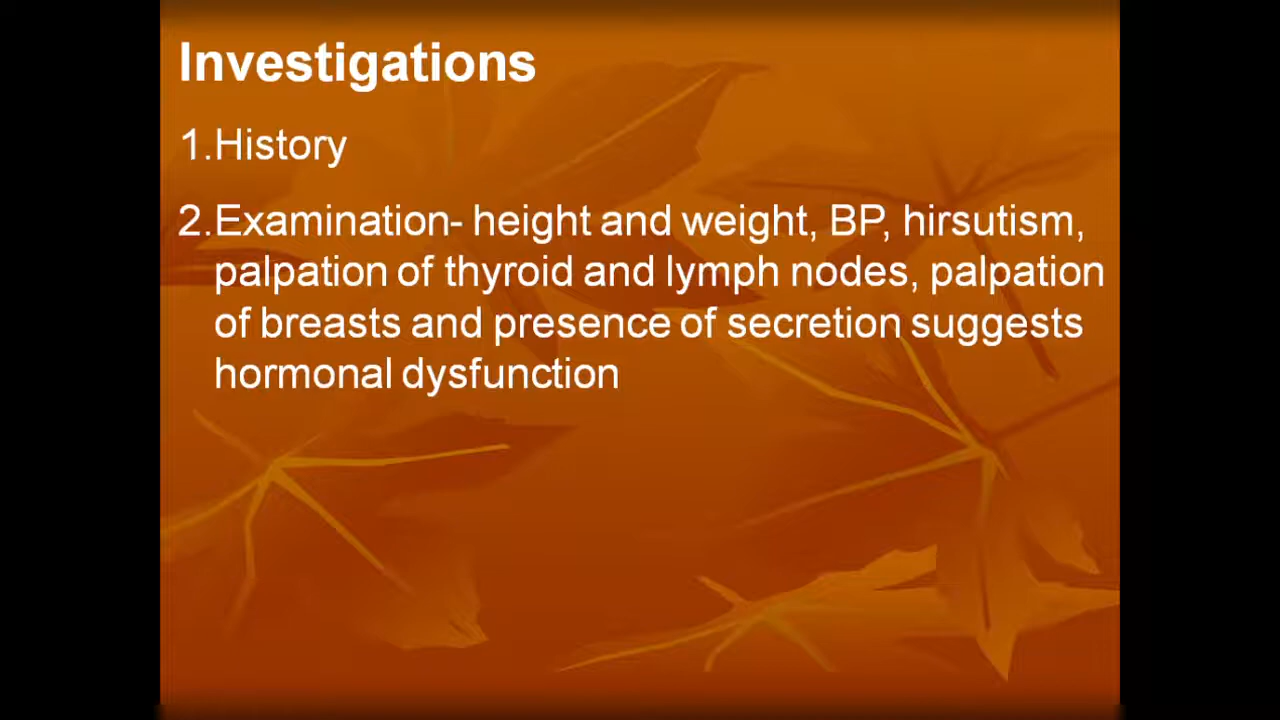 Investigations
1.History
2.Examination- height and weight, BP, hirsutism,
palpation of thyroid and lymph nodes, palpation
of breasts and presence of secretion suggests
hormonal dysfunction